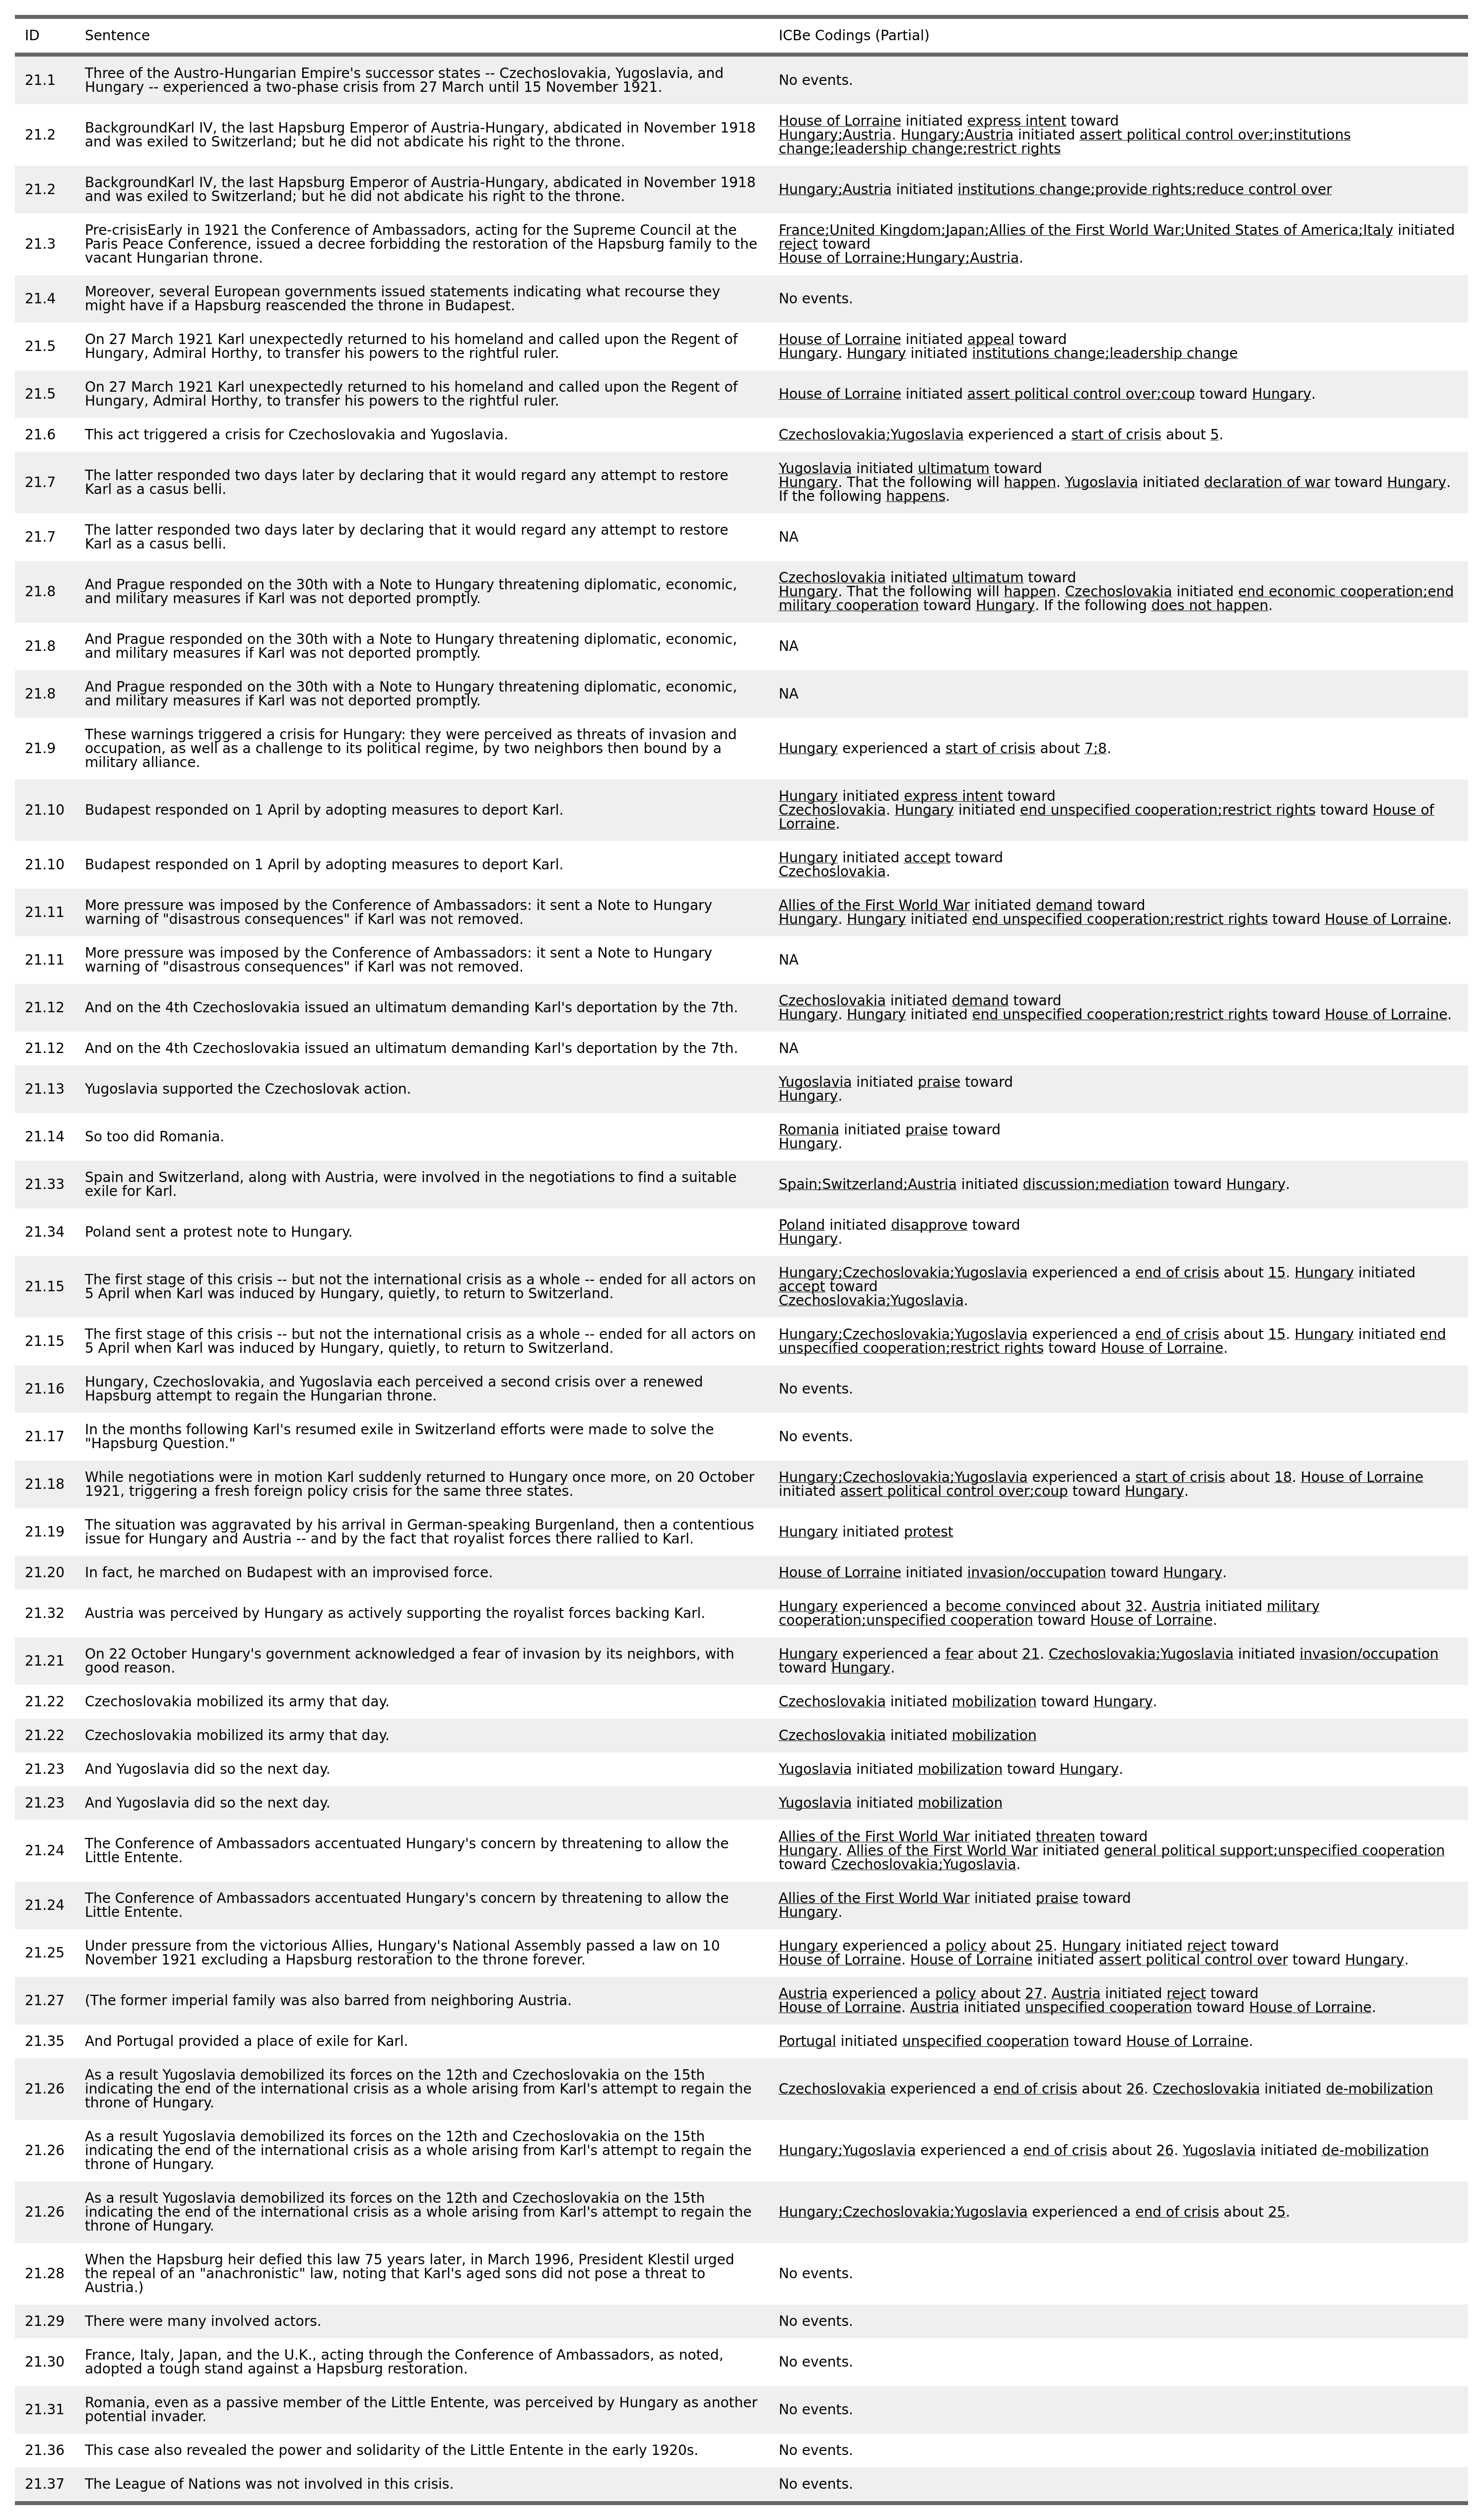 ID Sentence ICBe Codings (Partial)
21.1 Three of the Austro-Hungarian Empire's successor states -- Czechoslovakia, Yugoslavia, and
Hungary -- experienced a two-phase crisis from 27 March until 15 November 1921.
No events.
21.2 BackgroundKarl IV, the last Hapsburg Emperor of Austria-Hungary, abdicated in November 1918
and was exiled to Switzerland; but he did not abdicate his right to the throne.
House of Lorraine initiated express intent toward
Hungary;Austria. Hungary;Austria initiated assert political control over;institutions
change;leadership change;restrict rights
21.2 BackgroundKarl IV, the last Hapsburg Emperor of Austria-Hungary, abdicated in November 1918
and was exiled to Switzerland; but he did not abdicate his right to the throne.
Hungary;Austria initiated institutions change;provide rights;reduce control over
21.3 Pre-crisisEarly in 1921 the Conference of Ambassadors, acting for the Supreme Council at the
Paris Peace Conference, issued a decree forbidding the restoration of the Hapsburg family to the
vacant Hungarian throne.
France;United Kingdom;Japan;Allies of the First World War;United States of America;Italy initiated
reject toward
House of Lorraine;Hungary;Austria.
21.4 Moreover, several European governments issued statements indicating what recourse they
might have if a Hapsburg reascended the throne in Budapest.
No events.
21.5 On 27 March 1921 Karl unexpectedly returned to his homeland and called upon the Regent of
Hungary, Admiral Horthy, to transfer his powers to the rightful ruler.
House of Lorraine initiated appeal toward
Hungary. Hungary initiated institutions change;leadership change
21.5 On 27 March 1921 Karl unexpectedly returned to his homeland and called upon the Regent of
Hungary, Admiral Horthy, to transfer his powers to the rightful ruler.
House of Lorraine initiated assert political control over;coup toward Hungary.
21.6 This act triggered a crisis for Czechoslovakia and Yugoslavia.
Czechoslovakia;Yugoslavia experienced a start of crisis about 5.
21.7 The latter responded two days later by declaring that it would regard any attempt to restore
Karl as a casus belli.
Yugoslavia initiated ultimatum toward
Hungary. That the following will happen. Yugoslavia initiated declaration of war toward Hungary.
If the following happens.
21.7 The latter responded two days later by declaring that it would regard any attempt to restore
Karl as a casus belli.
NA
21.8 And Prague responded on the 30th with a Note to Hungary threatening diplomatic, economic,
and military measures if Karl was not deported promptly.
Czechoslovakia initiated ultimatum toward
Hungary. That the following will happen. Czechoslovakia initiated end economic cooperation;end
military cooperation toward Hungary. If the following does not happen.
21.8 And Prague responded on the 30th with a Note to Hungary threatening diplomatic, economic,
and military measures if Karl was not deported promptly.
NA
21.8 And Prague responded on the 30th with a Note to Hungary threatening diplomatic, economic,
and military measures if Karl was not deported promptly.
NA
21.9 These warnings triggered a crisis for Hungary: they were perceived as threats of invasion and
occupation, as well as a challenge to its political regime, by two neighbors then bound by a
military alliance.
Hungary experienced a start of crisis about 7;8.
21.10 Budapest responded on 1 April by adopting measures to deport Karl.
Hungary initiated express intent toward
Czechoslovakia. Hungary initiated end unspecified cooperation;restrict rights toward House of
Lorraine.
21.10 Budapest responded on 1 April by adopting measures to deport Karl.
Hungary initiated accept toward
Czechoslovakia.
21.11 More pressure was imposed by the Conference of Ambassadors: it sent a Note to Hungary
warning of "disastrous consequences" if Karl was not removed.
Allies of the First World War initiated demand toward
Hungary. Hungary initiated end unspecified cooperation;restrict rights toward House of Lorraine.
21.11 More pressure was imposed by the Conference of Ambassadors: it sent a Note to Hungary
warning of "disastrous consequences" if Karl was not removed.
NA
21.12 And on the 4th Czechoslovakia issued an ultimatum demanding Karl's deportation by the 7th.
Czechoslovakia initiated demand toward
Hungary. Hungary initiated end unspecified cooperation;restrict rights toward House of Lorraine.
21.12 And on the 4th Czechoslovakia issued an ultimatum demanding Karl's deportation by the 7th.
NA
21.13 Yugoslavia supported the Czechoslovak action.
Yugoslavia initiated praise toward
Hungary.
21.14 So too did Romania.
Romania initiated praise toward
Hungary.
21.33 Spain and Switzerland, along with Austria, were involved in the negotiations to find a suitable
exile for Karl.
Spain;Switzerland;Austria initiated discussion;mediation toward Hungary.
21.34 Poland sent a protest note to Hungary.
Poland initiated disapprove toward
Hungary.
21.15 The first stage of this crisis -- but not the international crisis as a whole -- ended for all actors on
5 April when Karl was induced by Hungary, quietly, to return to Switzerland.
Hungary;Czechoslovakia;Yugoslavia experienced a end of crisis about 15. Hungary initiated
accept toward
Czechoslovakia;Yugoslavia.
21.15 The first stage of this crisis -- but not the international crisis as a whole -- ended for all actors on
5 April when Karl was induced by Hungary, quietly, to return to Switzerland.
Hungary;Czechoslovakia;Yugoslavia experienced a end of crisis about 15. Hungary initiated end
unspecified cooperation;restrict rights toward House of Lorraine.
21.16 Hungary, Czechoslovakia, and Yugoslavia each perceived a second crisis over a renewed
Hapsburg attempt to regain the Hungarian throne.
No events.
21.17 In the months following Karl's resumed exile in Switzerland efforts were made to solve the
"Hapsburg Question."
No events.
21.18 While negotiations were in motion Karl suddenly returned to Hungary once more, on 20 October
1921, triggering a fresh foreign policy crisis for the same three states.
Hungary;Czechoslovakia;Yugoslavia experienced a start of crisis about 18. House of Lorraine
initiated assert political control over;coup toward Hungary.
21.19 The situation was aggravated by his arrival in German-speaking Burgenland, then a contentious
issue for Hungary and Austria -- and by the fact that royalist forces there rallied to Karl.
Hungary initiated protest
21.20 In fact, he marched on Budapest with an improvised force.
House of Lorraine initiated invasion/occupation toward Hungary.
21.32 Austria was perceived by Hungary as actively supporting the royalist forces backing Karl.
Hungary experienced a become convinced about 32. Austria initiated military
cooperation;unspecified cooperation toward House of Lorraine.
21.21 On 22 October Hungary's government acknowledged a fear of invasion by its neighbors, with
good reason.
Hungary experienced a fear about 21. Czechoslovakia;Yugoslavia initiated invasion/occupation
toward Hungary.
21.22 Czechoslovakia mobilized its army that day.
Czechoslovakia initiated mobilization toward Hungary.
21.22 Czechoslovakia mobilized its army that day.
Czechoslovakia initiated mobilization
21.23 And Yugoslavia did so the next day.
Yugoslavia initiated mobilization toward Hungary.
21.23 And Yugoslavia did so the next day.
Yugoslavia initiated mobilization
21.24 The Conference of Ambassadors accentuated Hungary's concern by threatening to allow the
Little Entente.
Allies of the First World War initiated threaten toward
Hungary. Allies of the First World War initiated general political support;unspecified cooperation
toward Czechoslovakia;Yugoslavia.
21.24 The Conference of Ambassadors accentuated Hungary's concern by threatening to allow the
Little Entente.
Allies of the First World War initiated praise toward
Hungary.
21.25 Under pressure from the victorious Allies, Hungary's National Assembly passed a law on 10
November 1921 excluding a Hapsburg restoration to the throne forever.
Hungary experienced a policy about 25. Hungary initiated reject toward
House of Lorraine. House of Lorraine initiated assert political control over toward Hungary.
21.27 (The former imperial family was also barred from neighboring Austria.
Austria experienced a policy about 27. Austria initiated reject toward
House of Lorraine. Austria initiated unspecified cooperation toward House of Lorraine.
21.35 And Portugal provided a place of exile for Karl.
Portugal initiated unspecified cooperation toward House of Lorraine.
21.26 As a result Yugoslavia demobilized its forces on the 12th and Czechoslovakia on the 15th
indicating the end of the international crisis as a whole arising from Karl's attempt to regain the
throne of Hungary.
Czechoslovakia experienced a end of crisis about 26. Czechoslovakia initiated de-mobilization
21.26 As a result Yugoslavia demobilized its forces on the 12th and Czechoslovakia on the 15th
indicating the end of the international crisis as a whole arising from Karl's attempt to regain the
throne of Hungary.
Hungary;Yugoslavia experienced a end of crisis about 26. Yugoslavia initiated de-mobilization
21.26 As a result Yugoslavia demobilized its forces on the 12th and Czechoslovakia on the 15th
indicating the end of the international crisis as a whole arising from Karl's attempt to regain the
throne of Hungary.
Hungary;Czechoslovakia;Yugoslavia experienced a end of crisis about 25.
21.28 When the Hapsburg heir defied this law 75 years later, in March 1996, President Klestil urged
the repeal of an "anachronistic" law, noting that Karl's aged sons did not pose a threat to
Austria.)
No events.
21.29 There were many involved actors.
No events.
21.30 France, Italy, Japan, and the U.K., acting through the Conference of Ambassadors, as noted,
adopted a tough stand against a Hapsburg restoration.
No events.
21.31 Romania, even as a passive member of the Little Entente, was perceived by Hungary as another
potential invader.
No events.
21.36 This case also revealed the power and solidarity of the Little Entente in the early 1920s.
No events.
21.37 The League of Nations was not involved in this crisis.
No events.